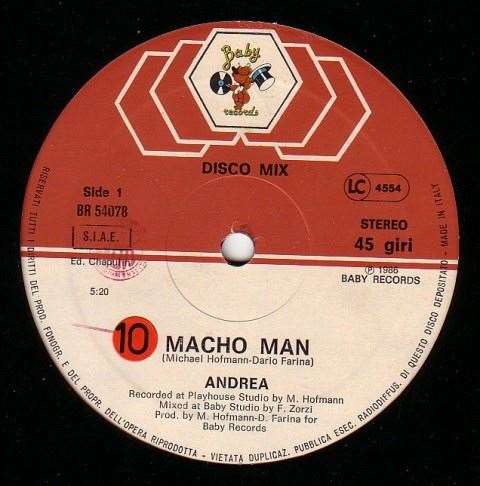 Baby
records
DISCO MIX
Side 1
BR 54078
S.I.A.E.
Ed. Chapulin
5:20
LC 4554
STEREO
45 giri
℗ 1986
BABY RECORDS
10
MACHO MAN
(Michael Hofmann-Dario Farina)
ANDREA
Recorded at Playhouse Studio by M. Hofmann
Mixed at Baby Studio by F. Zorzi
Prod. by M. Hofmann-D. Farina for
Baby Records
RISERVATI TUTTI I DIRITTI DEL PROD. FONOGR. E DEL PROPR. DELL'OPERA RIPRODOTTA - VIETATA DUPLICAZ. PUBBLICA ESEC. RADIODIFFUS. DI QUESTO DISCO DEPOSITATO - MADE IN ITALY